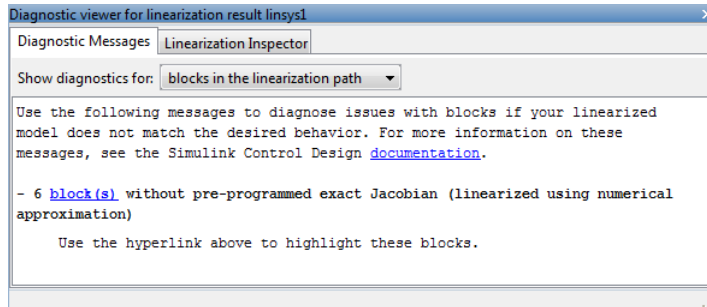 Diagnostic viewer for linearization result linsys1
Diagnostic Messages Linearization Inspector
Show diagnostics for: blocks in the linearization path
Use the following messages to diagnose issues with blocks if your linearized
model does not match the desired behavior. For more information on these
messages, see the Simulink Control Design documentation.
- 6 block(s) without pre-programmed exact Jacobian (linearized using numerical
approximation)
Use the hyperlink above to highlight these blocks.